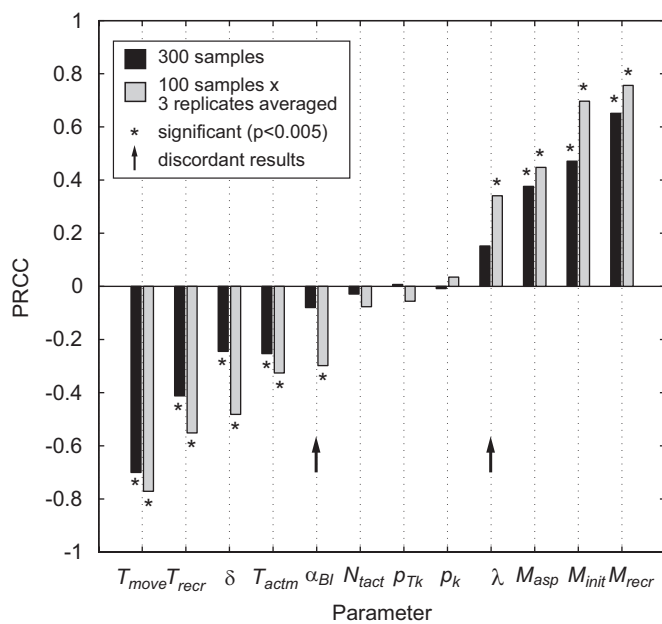 1
0.8
0.6
0.4
0.2
0
-0.2
-0.4
-0.6
-0.8
-1
PRCC
300 samples
100 samples x
3 replicates averaged
* significant (p<0.005)
discordant results
* * * * * * * * * * * * * * * *
T_move T_recr δ T_actm α_BI N_tact p_Tk p_k λ M_asp M_init M_recr
Parameter